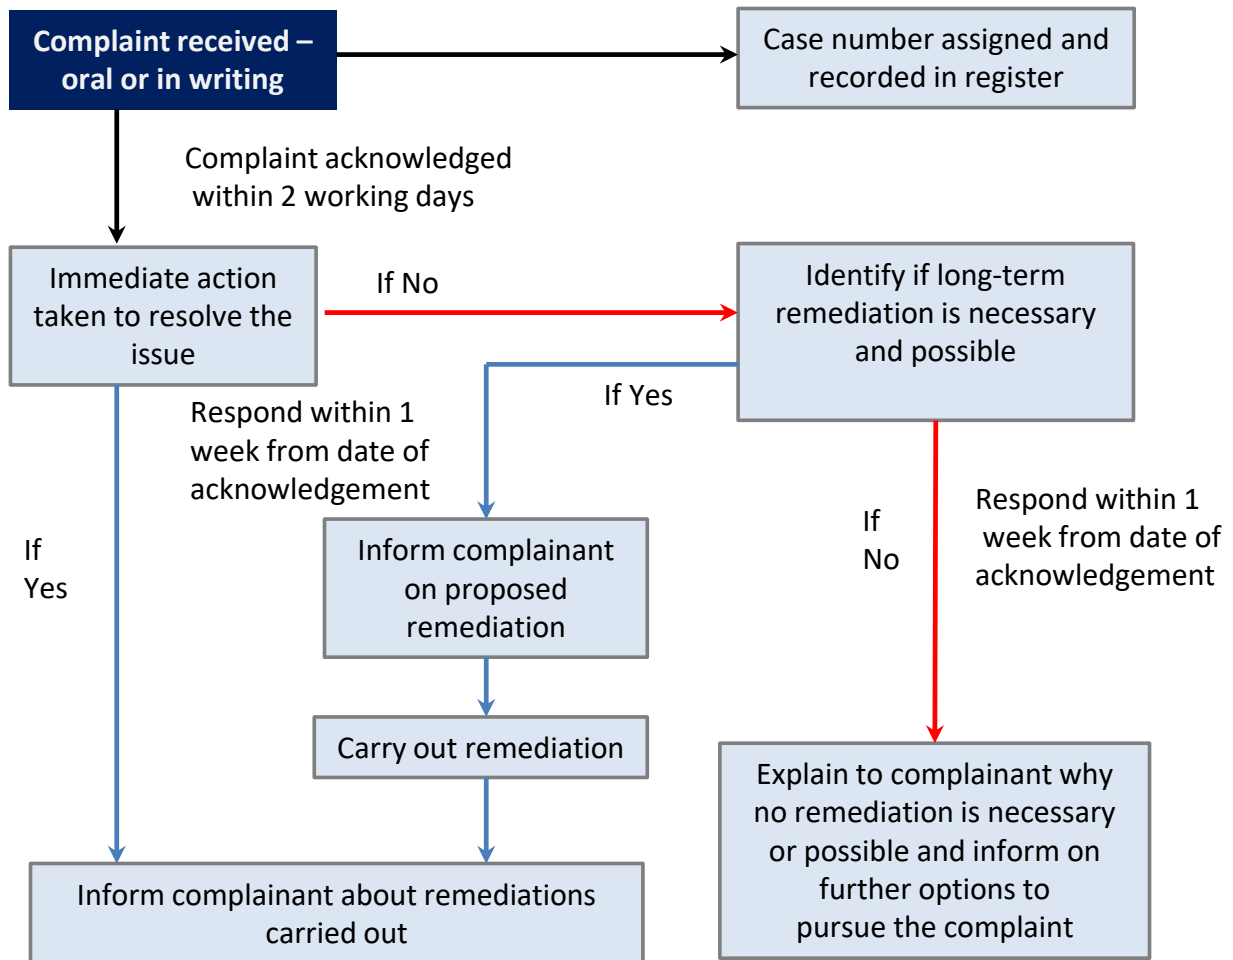 Complaint received –
oral or in writing
Case number assigned and
recorded in register
Complaint acknowledged
within 2 working days
Immediate action
taken to resolve the
issue
If No
Identify if long-term
remediation is necessary
and possible
If Yes
Respond within 1
week from date of
acknowledgement
If
Yes
Inform complainant
on proposed
remediation
If
No
Respond within 1
week from date of
acknowledgement
Carry out remediation
Explain to complainant why
no remediation is necessary
or possible and inform on
further options to
pursue the complaint
Inform complainant about remediations
carried out